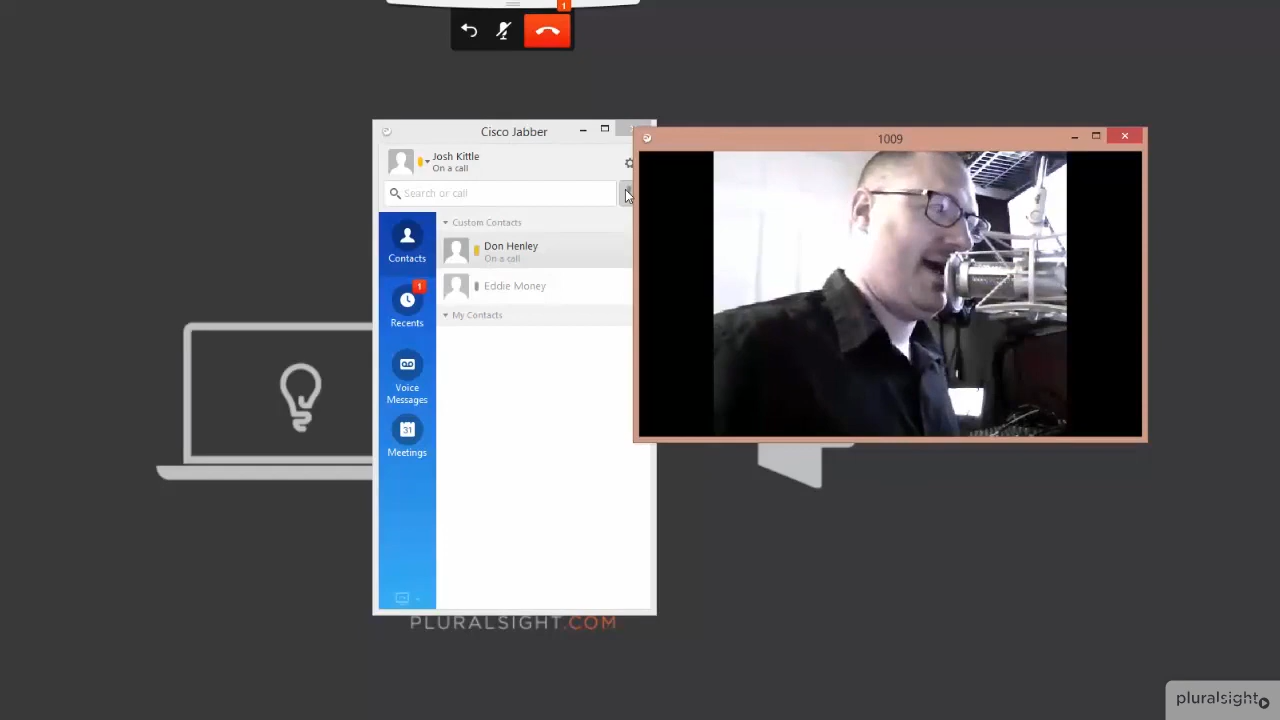 1
Cisco Jabber
1009
Josh Kittle
On a call
Search or call
Custom Contacts
Contacts
Don Henley
On a call
1
Eddie Money
Recents
My Contacts
Voice
Messages
31
Meetings
PLURALSIGHT.COM
pluralsight